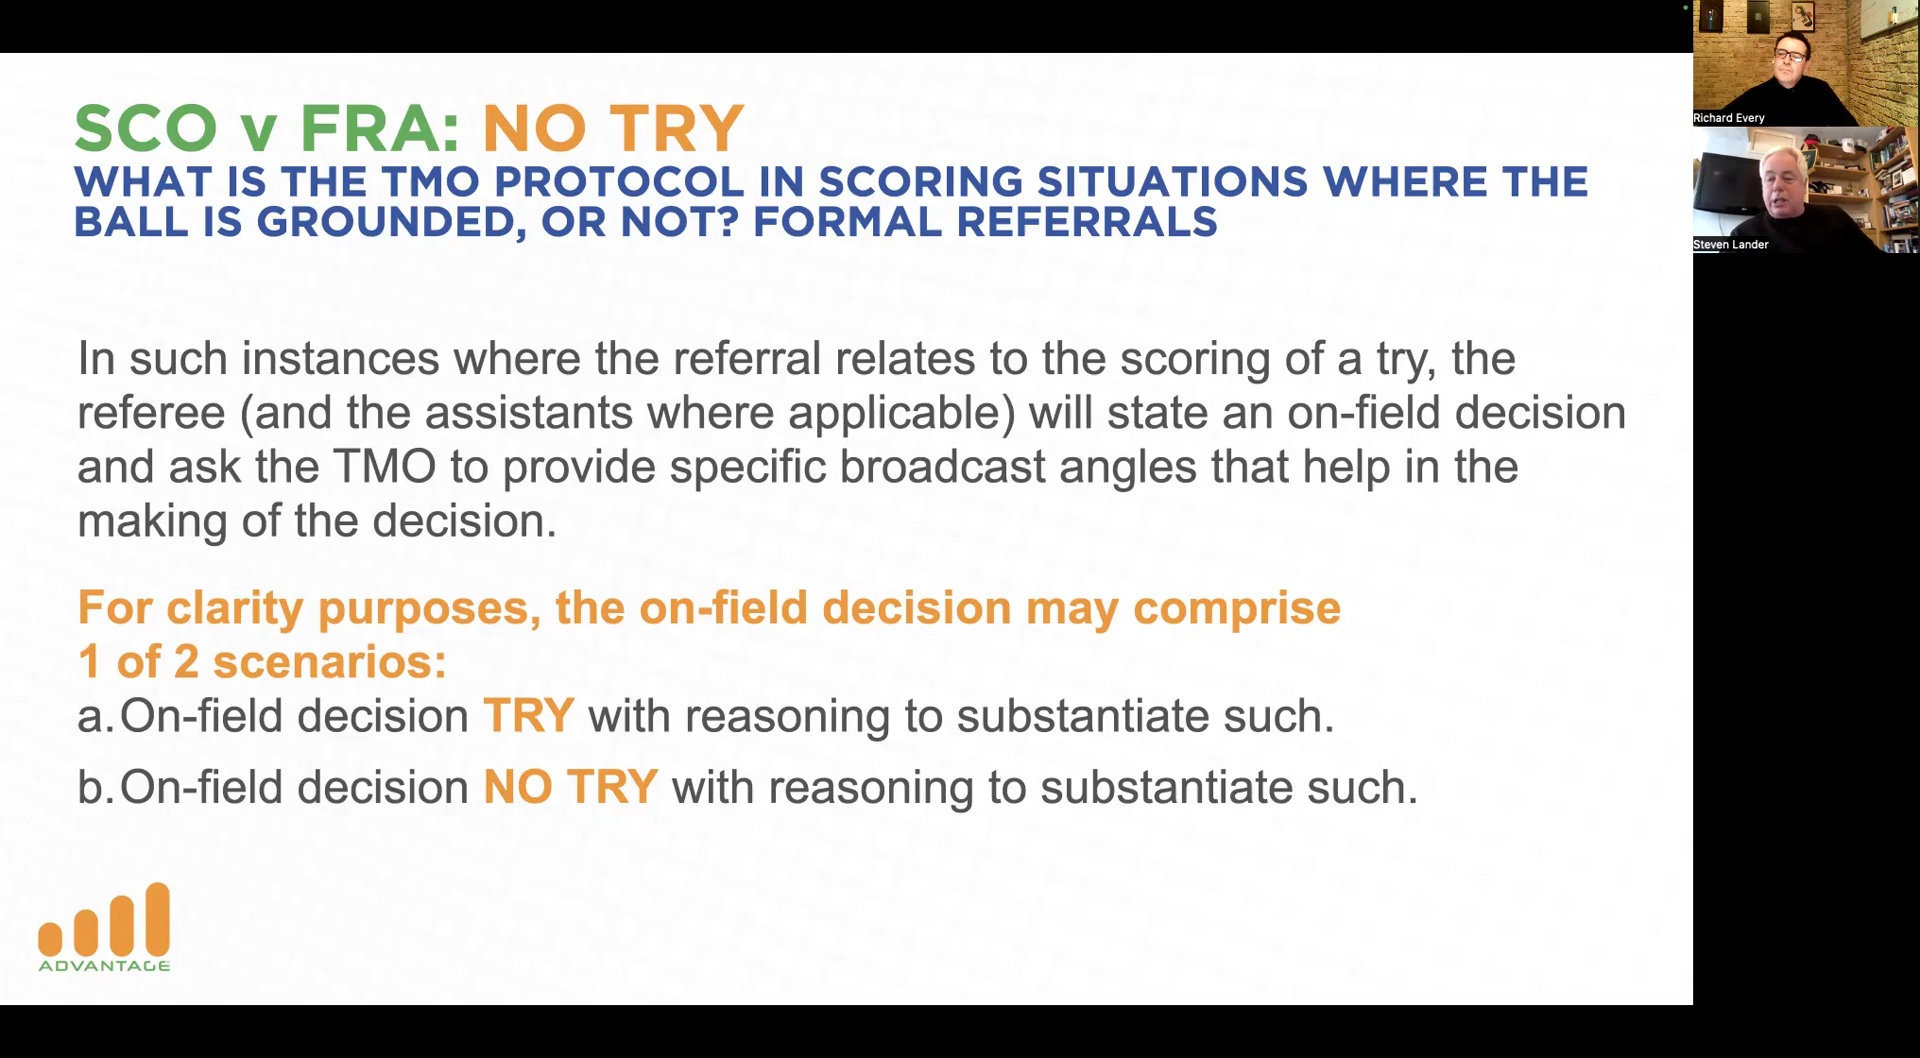 SCO v FRA: NO TRY
WHAT IS THE TMO PROTOCOL IN SCORING SITUATIONS WHERE THE
BALL IS GROUNDED, OR NOT? FORMAL REFERRALS
In such instances where the referral relates to the scoring of a try, the
referee (and the assistants where applicable) will state an on-field decision
and ask the TMO to provide specific broadcast angles that help in the
making of the decision.
For clarity purposes, the on-field decision may comprise
1 of 2 scenarios:
a. On-field decision TRY with reasoning to substantiate such.
b. On-field decision NO TRY with reasoning to substantiate such.
ADVANTAGE
Richard Every
Steven Lander